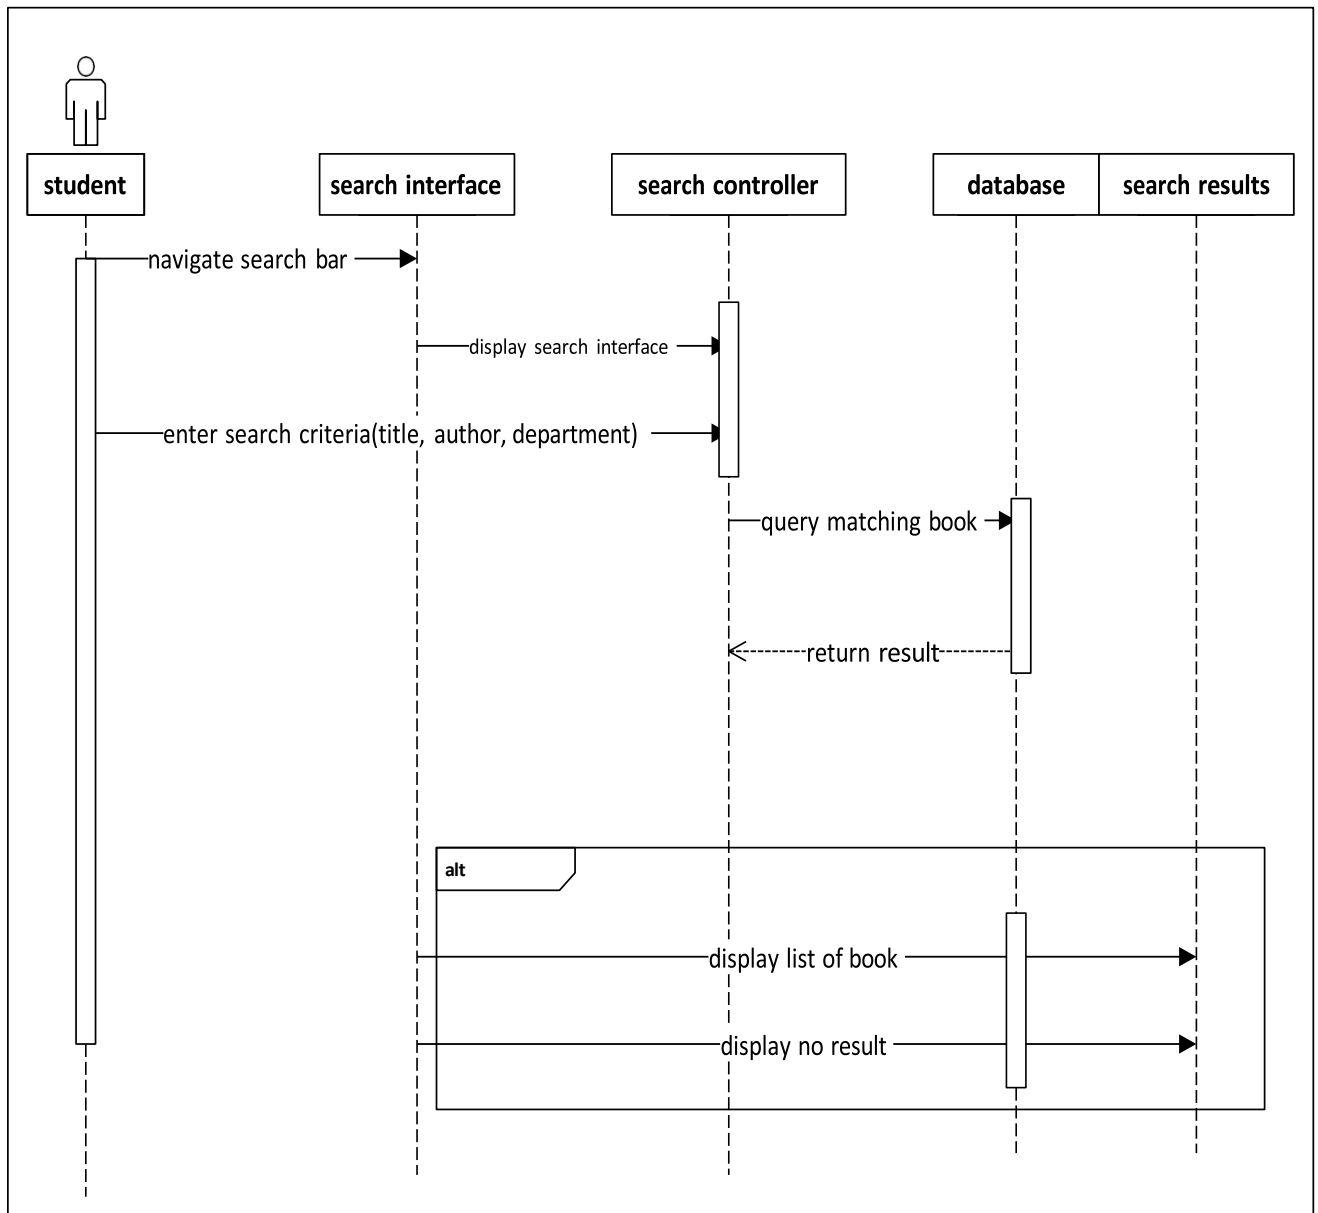 student
search interface
search controller
database
search results
navigate search bar
display search interface
enter search criteria(title, author, department)
query matching book
return result
alt
display list of book
display no result